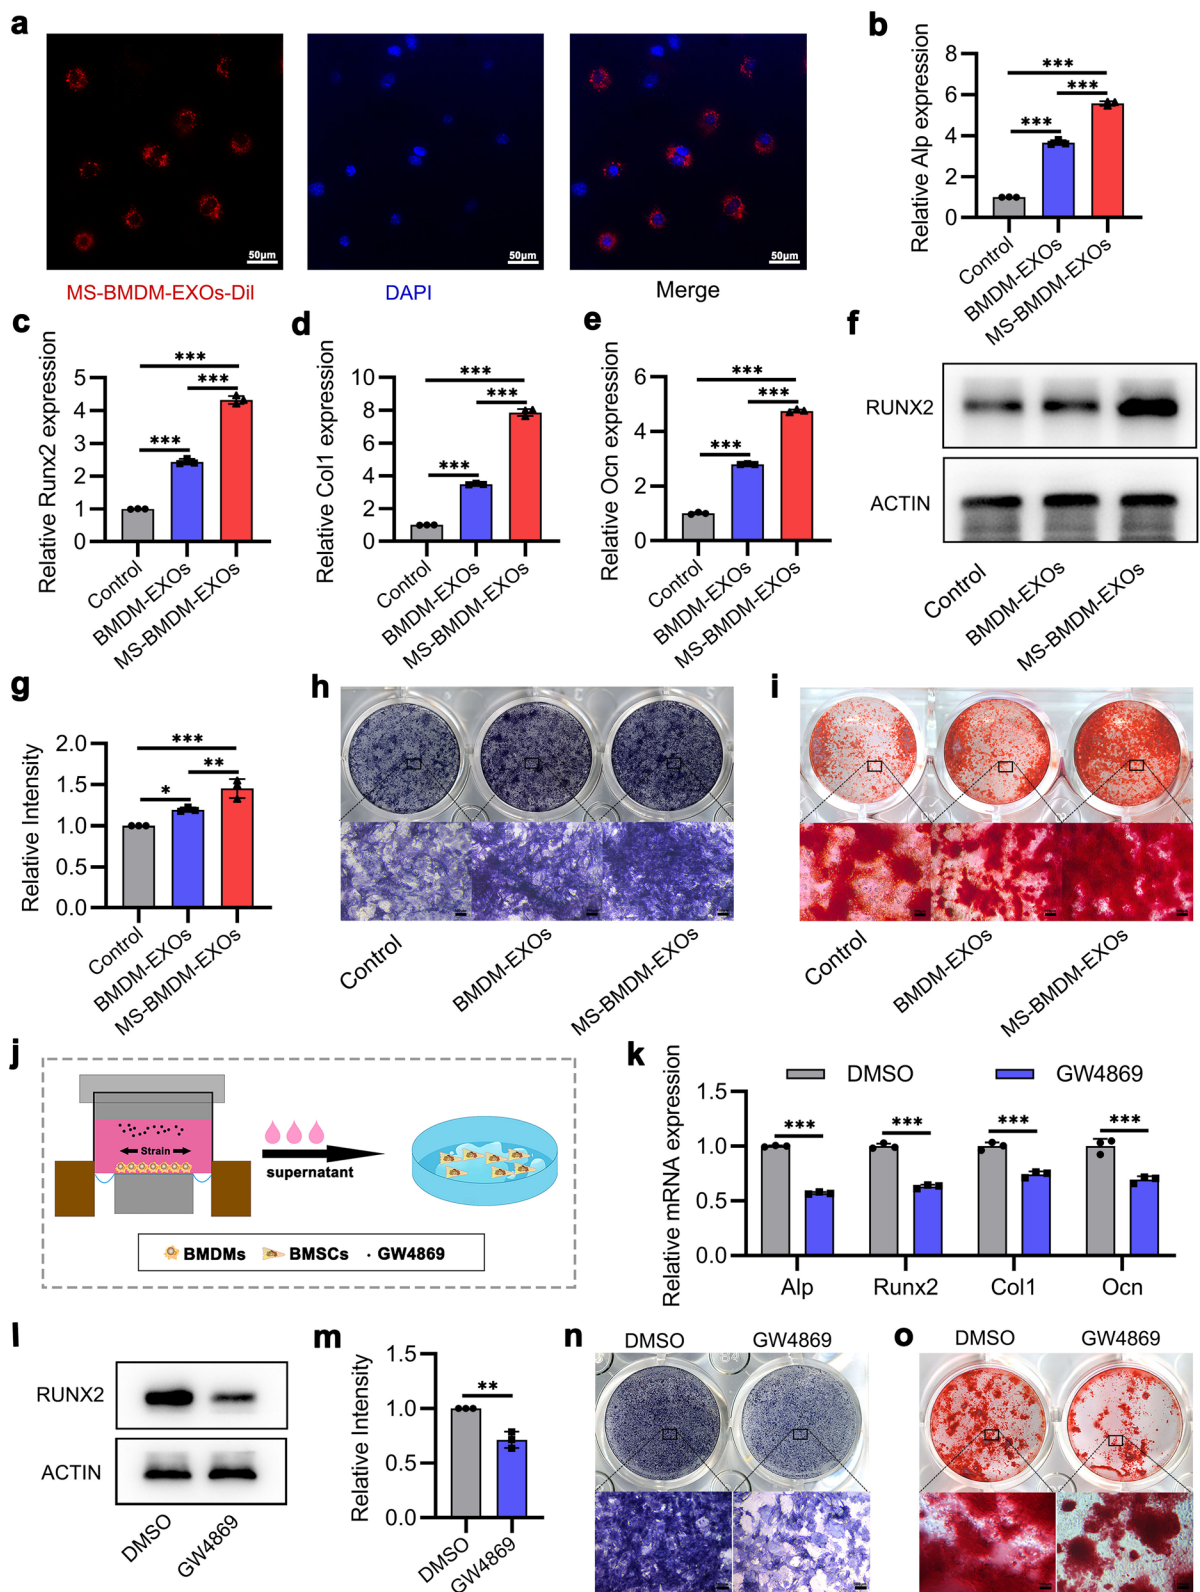 a
50μm
50μm
50μm
MS-BMDM-EXOs-Dil
DAPI
Merge
b
Relative Alp expression
8
6
4
2
0
***
***
***
Control
BMDM-EXOs
MS-BMDM-EXOs
c
Relative Runx2 expression
5
4
3
2
1
0
***
***
***
Control
BMDM-EXOs
MS-BMDM-EXOs
d
Relative Col1 expression
10
8
6
4
2
0
***
***
***
Control
BMDM-EXOs
MS-BMDM-EXOs
e
Relative Ocn expression
6
4
2
0
***
***
***
Control
BMDM-EXOs
MS-BMDM-EXOs
f
RUNX2
ACTIN
Control
BMDM-EXOs
MS-BMDM-EXOs
g
Relative Intensity
2.0
1.5
1.0
0.5
0.0
***
**
*
Control
BMDM-EXOs
MS-BMDM-EXOs
h
Control
BMDM-EXOs
MS-BMDM-EXOs
i
Control
BMDM-EXOs
MS-BMDM-EXOs
j
Strain
supernatant
BMDMs
BMSCs
GW4869
k
DMSO
GW4869
Relative mRNA expression
1.5
1.0
0.5
0.0
***
***
***
***
Alp
Runx2
Col1
Ocn
l
RUNX2
ACTIN
DMSO
GW4869
m
Relative Intensity
1.5
1.0
0.5
0.0
**
DMSO
GW4869
n
DMSO
GW4869
o
DMSO
GW4869